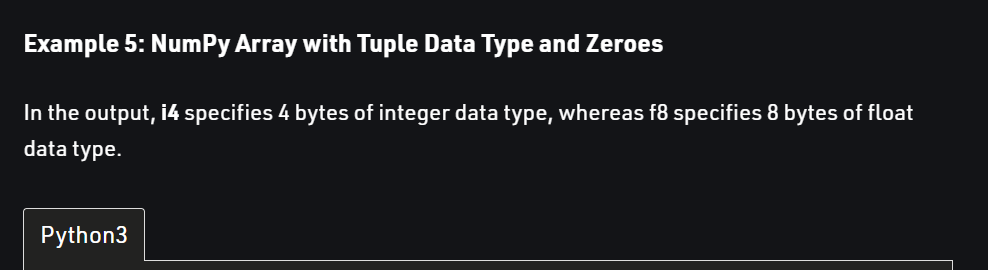 Example 5: NumPy Array with Tuple Data Type and Zeroes
In the output, i4 specifies 4 bytes of integer data type, whereas f8 specifies 8 bytes of float
data type.
Python3